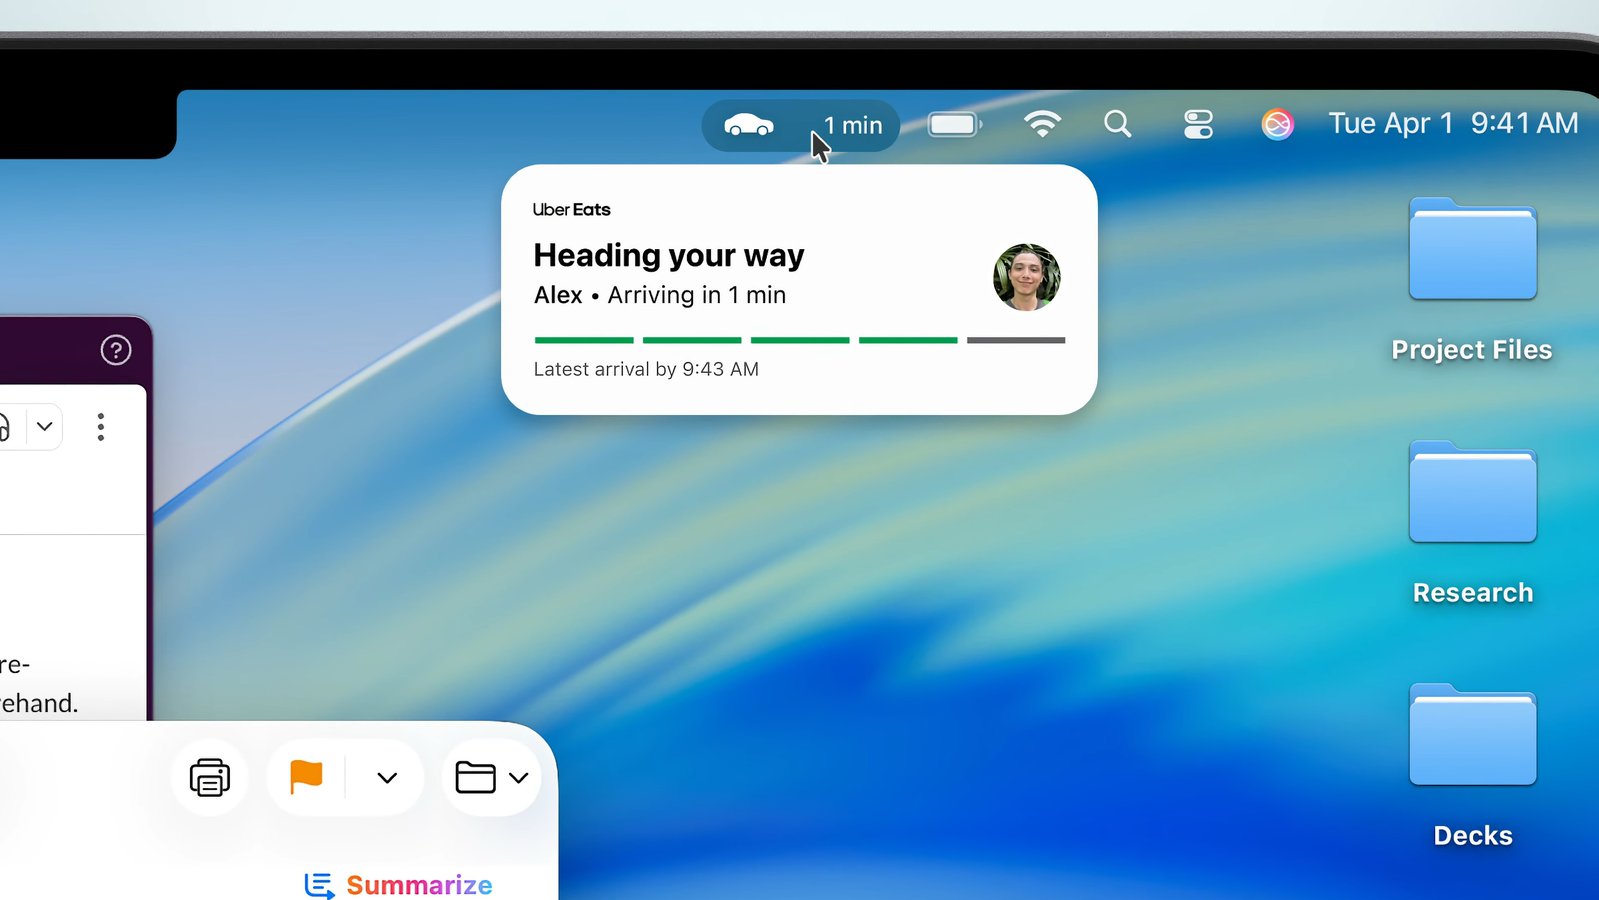 1 min
Tue Apr 1 9:41 AM
Uber Eats
Heading your way
Alex • Arriving in 1 min
Latest arrival by 9:43 AM
Project Files
Research
re-
ehand.
Decks
Summarize